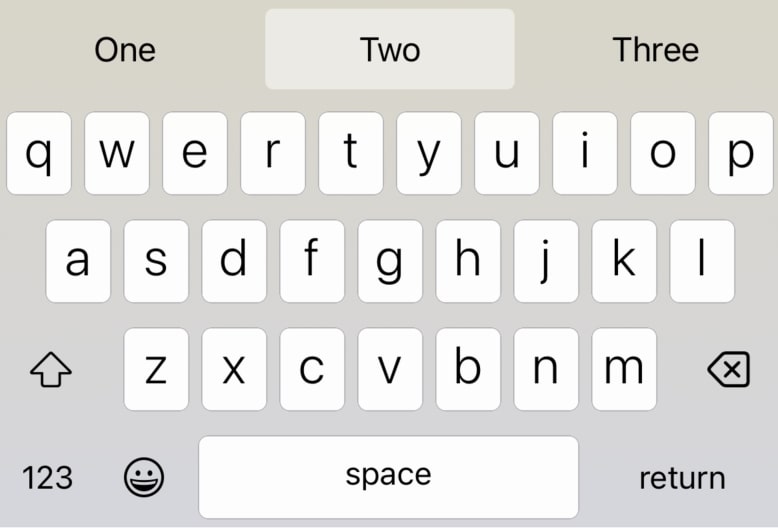 One Two Three
q w e r t y u i o p
a s d f g h j k l
z x c v b n m
123 space return